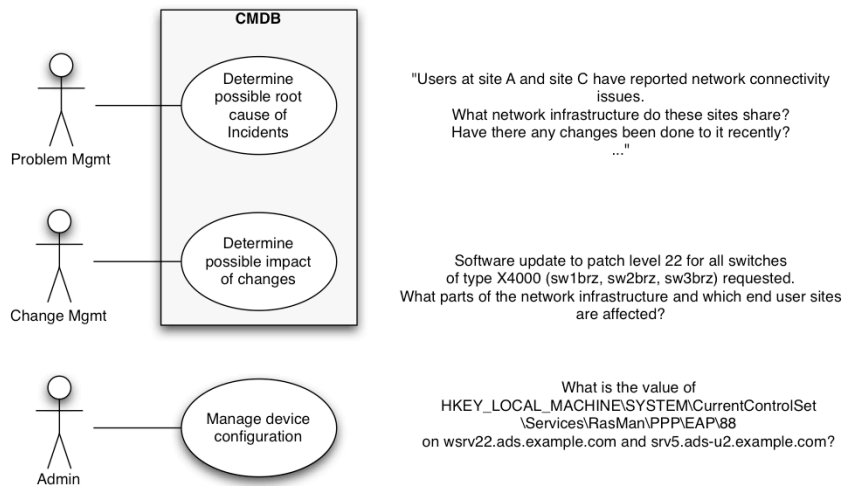 CMDB
Determine
possible root
cause of
Incidents
Problem Mgmt
"Users at site A and site C have reported network connectivity
issues.
What network infrastructure do these sites share?
Have there any changes been done to it recently?
..."
Determine
possible impact
of changes
Change Mgmt
Software update to patch level 22 for all switches
of type X4000 (sw1brz, sw2brz, sw3brz) requested.
What parts of the network infrastructure and which end user sites
are affected?
Manage device
configuration
Admin
What is the value of
HKEY_LOCAL_MACHINE\SYSTEM\CurrentControlSet
\Services\RasMan\PPP\EAP\88
on wsrv22.ads.example.com and srv5.ads-u2.example.com?